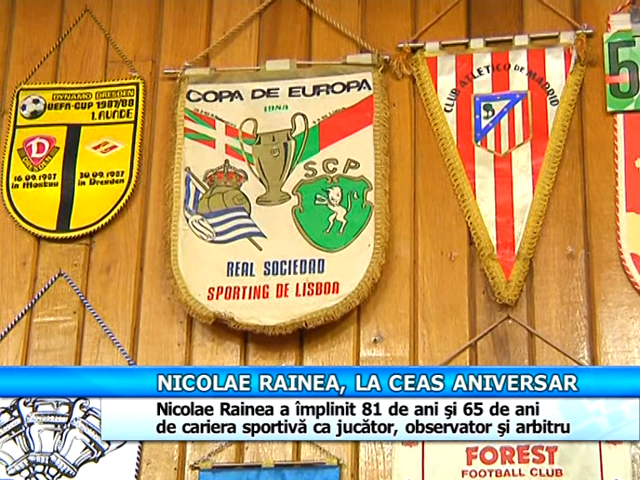 DYNAMO DRESDEN
UEFA-CUP 1987/88
1. RUNDE
D
DRESDEN
16.09.1987
in Moskau
30.09.1987
in Dresden
COPA DE EUROPA
1983
SCP
REAL SOCIEDAD
SPORTING DE LISBOA
CLUB ATLETICO DE MADRID
5
NICOLAE RAINEA, LA CEAS ANIVERSAR
Nicolae Rainea a împlinit 81 de ani şi 65 de ani
de cariera sportivă ca jucător, observator şi arbitru
FOREST
FOOTBALL CLUB